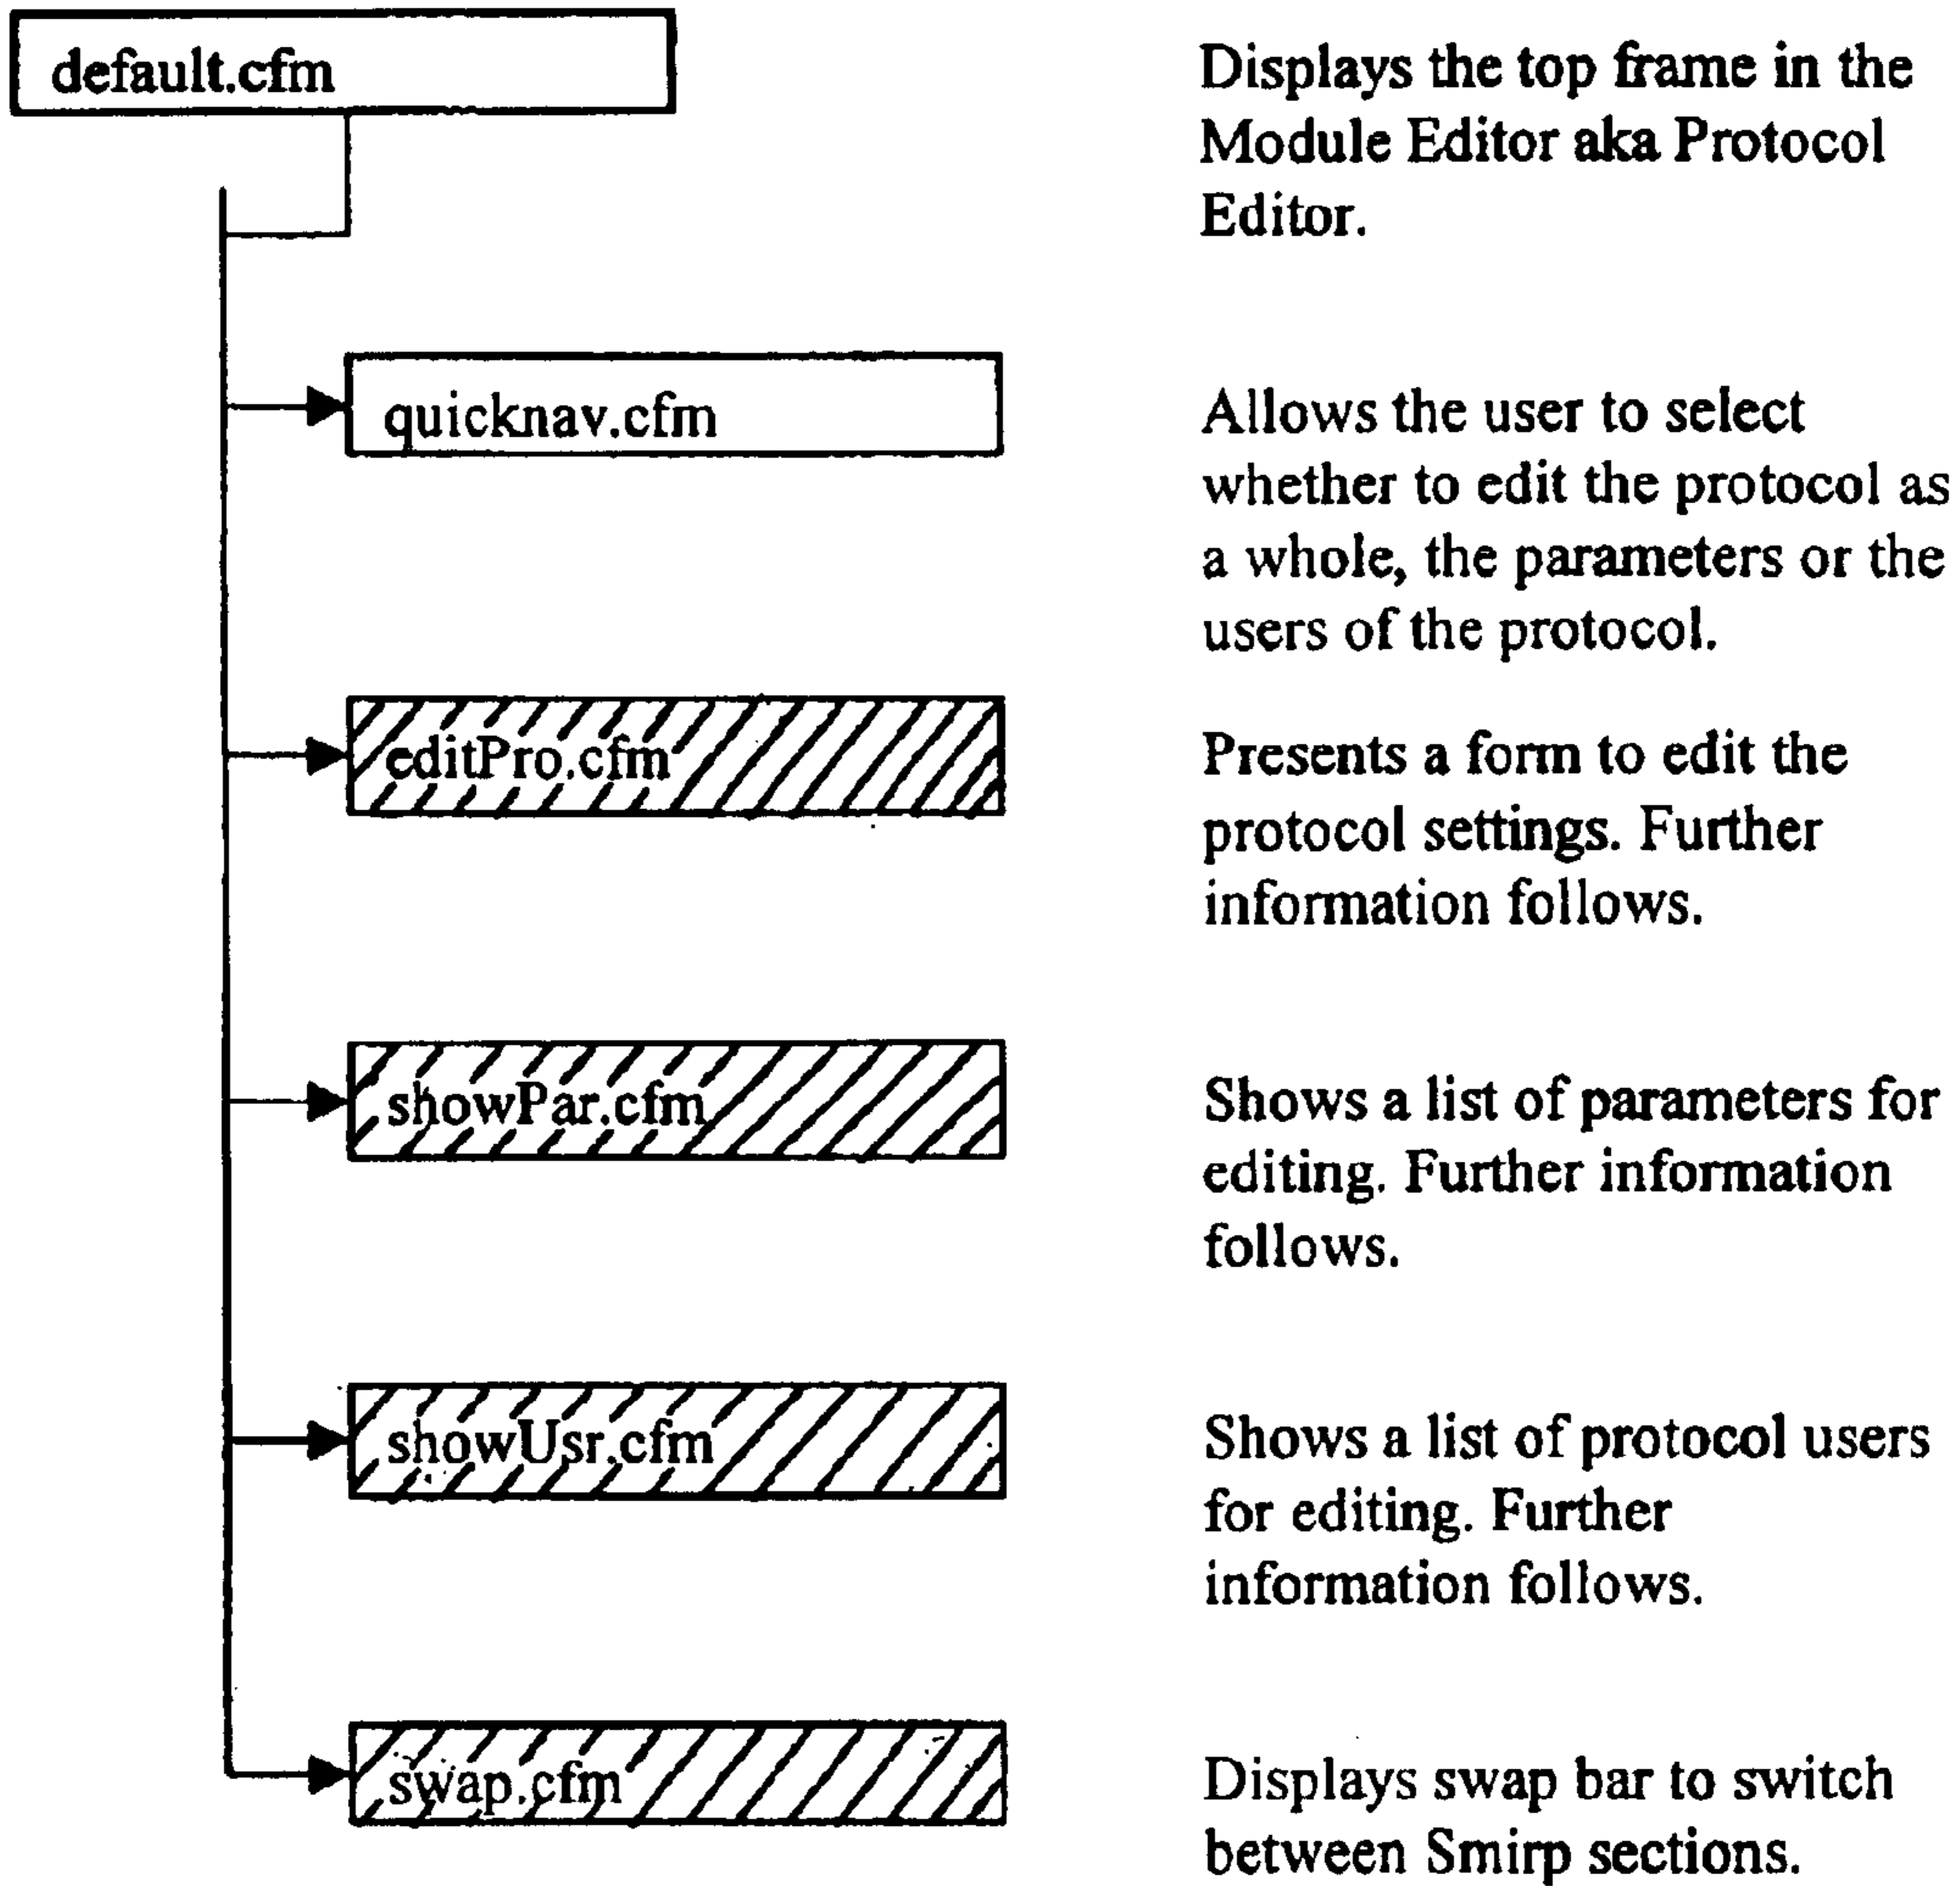 default.cfm
Displays the top frame in the
Module Editor aka Protocol
Editor.
quicknav.cfm
Allows the user to select
whether to edit the protocol as
a whole, the parameters or the
users of the protocol.
editPro.cfm
Presents a form to edit the
protocol settings. Further
information follows.
showPar.cfm
Shows a list of parameters for
editing. Further information
follows.
showUsr.cfm
Shows a list of protocol users
for editing. Further
information follows.
swap.cfm
Displays swap bar to switch
between Smirp sections.